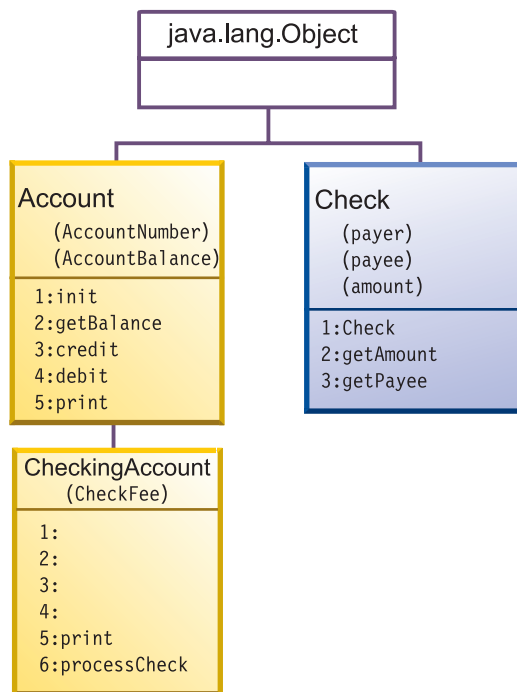 java.lang.Object
Account
(AccountNumber)
(AccountBalance)
1:init
2:getBalance
3:credit
4:debit
5:print
Check
(payer)
(payee)
(amount)
1:Check
2:getAmount
3:getPayee
CheckingAccount
(CheckFee)
1:
2:
3:
4:
5:print
6:processCheck